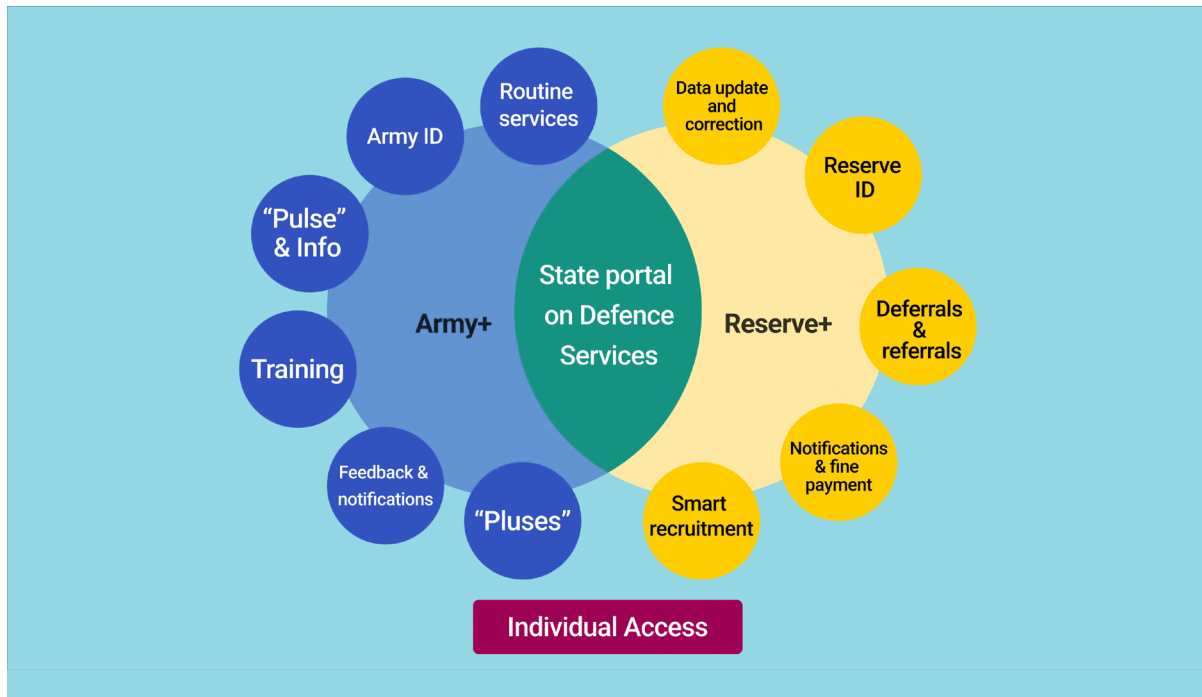 Routine
services
Army ID
“Pulse”
& Info
Training
Feedback &
notifications
“Pluses”
Army+
State portal
on Defence
Services
Reserve+
Data update
and
correction
Reserve
ID
Deferrals
&
referrals
Notifications
& fine
payment
Smart
recruitment
Individual Access